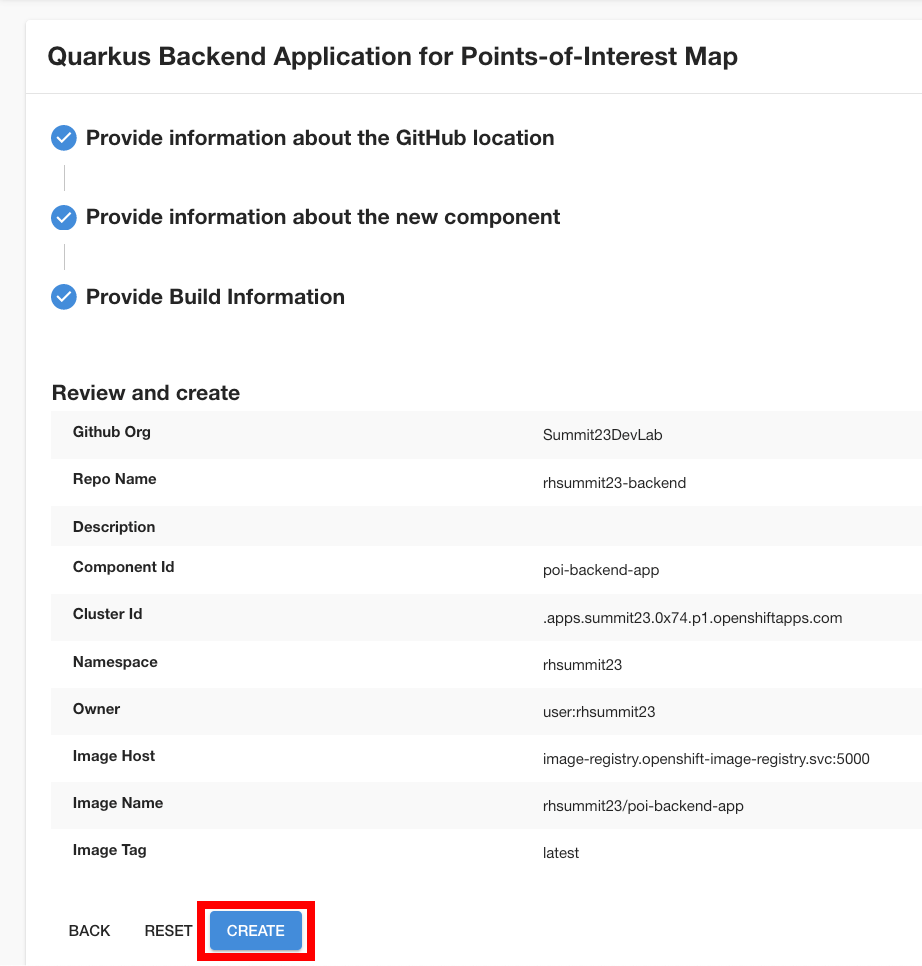 Quarkus Backend Application for Points-of-Interest Map
Provide information about the GitHub location
Provide information about the new component
Provide Build Information
Review and create
Github Org Summit23DevLab
Repo Name rhsummit23-backend
Description
Component Id poi-backend-app
Cluster Id .apps.summit23.0x74.p1.openshiftapps.com
Namespace rhsummit23
Owner user:rhsummit23
Image Host image-registry.openshift-image-registry.svc:5000
Image Name rhsummit23/poi-backend-app
Image Tag latest
BACK RESET CREATE